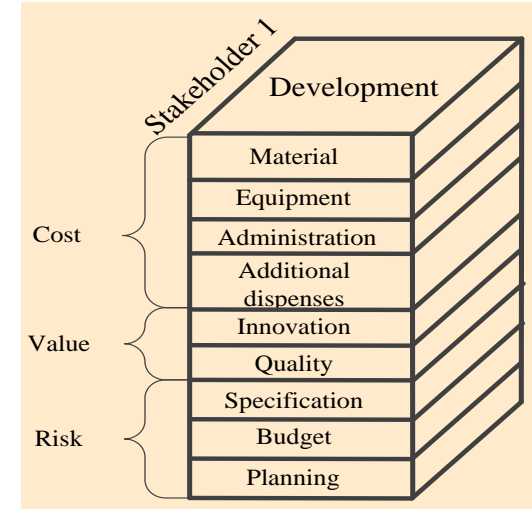 Stakeholder 1
Development
Material
Equipment
Administration
Additional
dispenses
Innovation
Quality
Specification
Budget
Planning
Cost
Value
Risk